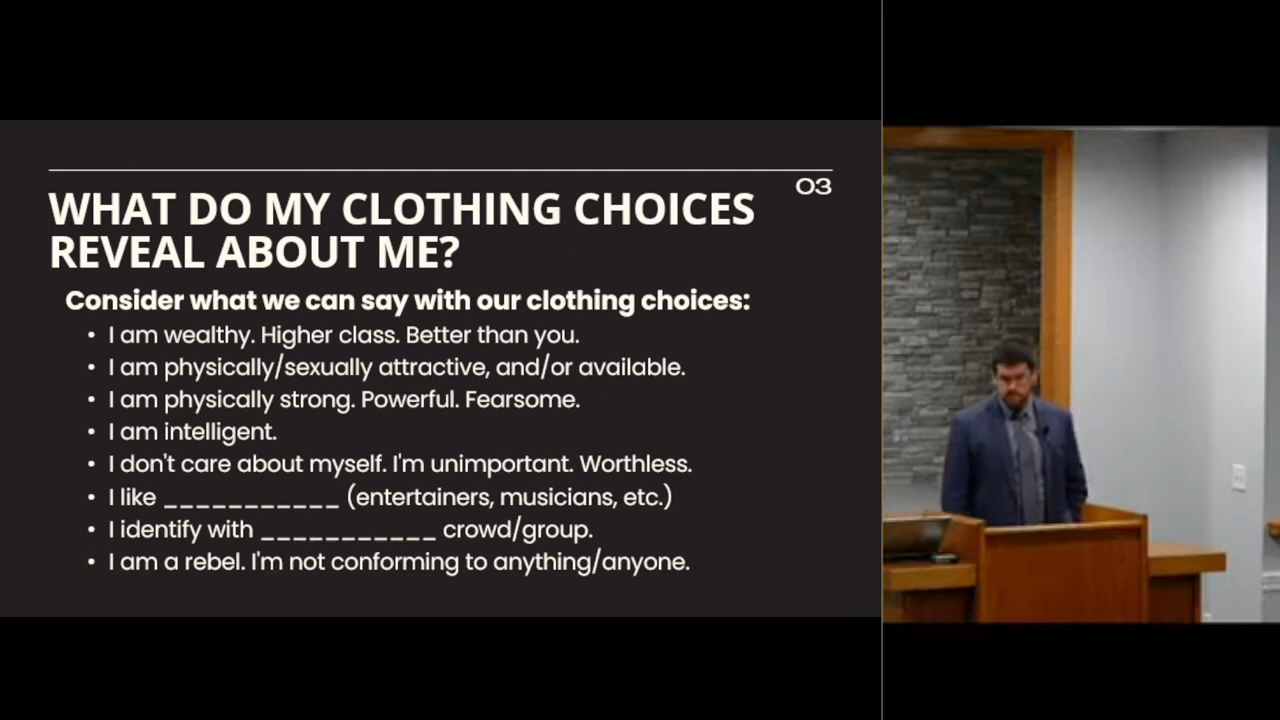 03
WHAT DO MY CLOTHING CHOICES
REVEAL ABOUT ME?
Consider what we can say with our clothing choices:
• I am wealthy. Higher class. Better than you.
• I am physically/sexually attractive, and/or available.
• I am physically strong. Powerful. Fearsome.
• I am intelligent.
• I don't care about myself. I'm unimportant. Worthless.
• I like ___________ (entertainers, musicians, etc.)
• I identify with ___________ crowd/group.
• I am a rebel. I'm not conforming to anything/anyone.